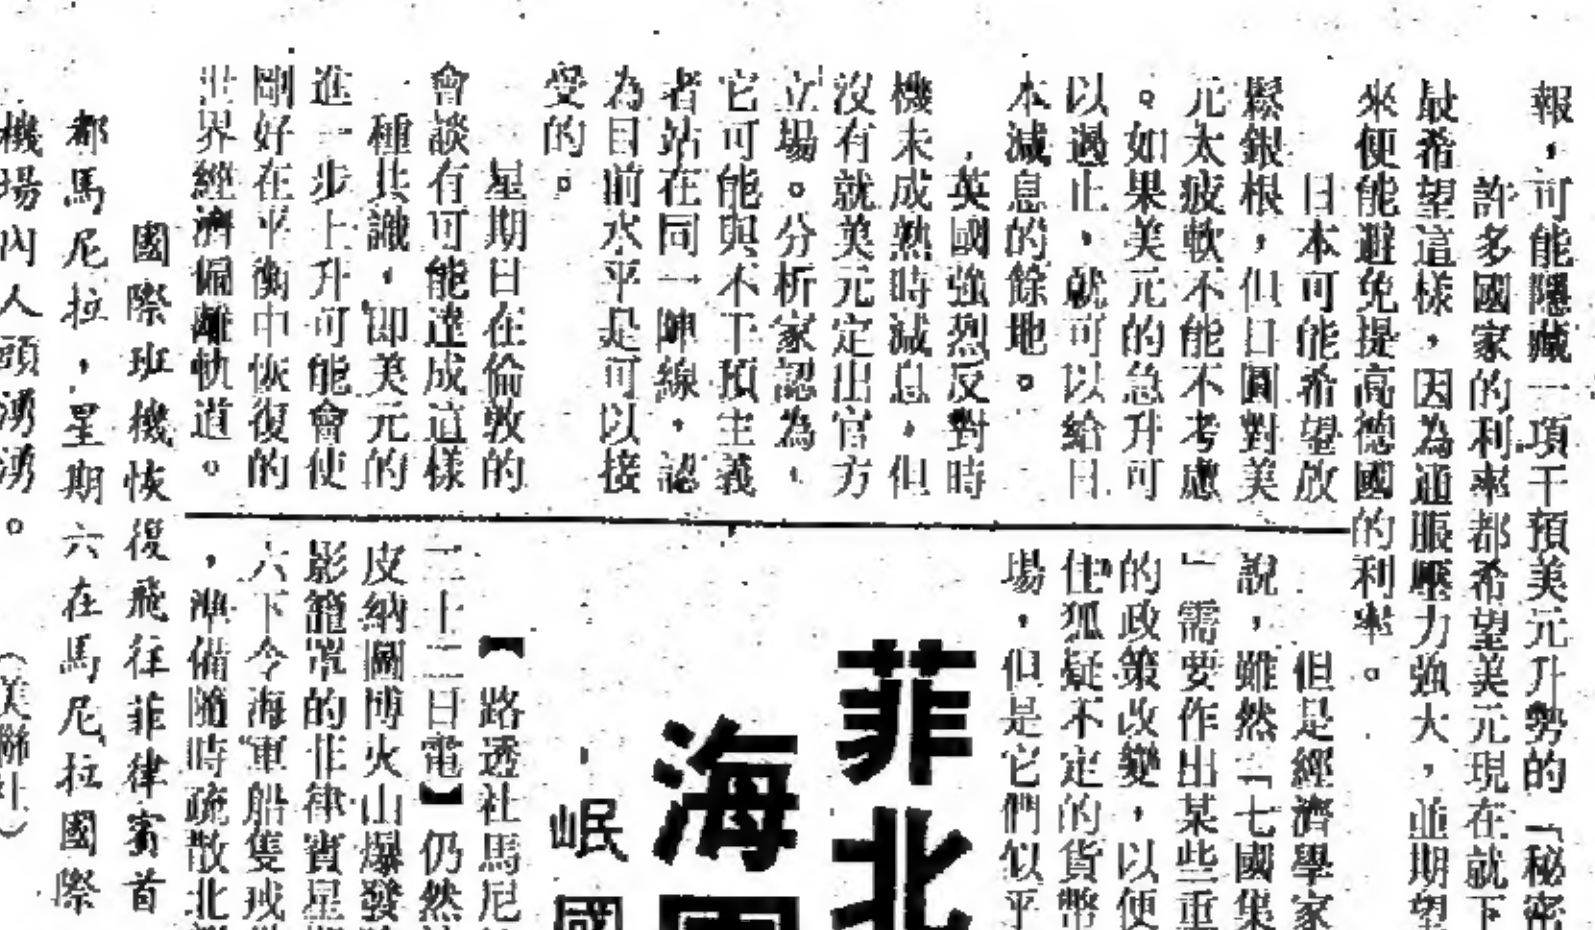 報，可能隱藏一項干預美元升勢的「秘密
許多國家的利率都希望美元現在就下
最希望這樣，因為通脹壓力強大，並期望
來便能避免提高德國的利率。
日本可能希望放
鬆銀根，但日圓對美
元太疲軟不能不考慮
。如果美元的急升可
以遏止，就可以給日
本減息的餘地。
英國強烈反對時
機未成熟時減息，但
沒有就美元定出官方
立場。分析家認為，
它可能與不干預主義
者站在同一陣線，認
為目前水平是可以接
受的。
星期日在倫敦的
會談有可能達成這樣
一種共識，即美元的
進一步上升可能會使
剛好在平衡中恢復的
世界經濟偏離軌道。
但是經濟學家
說，雖然「七國集
」需要作出某些重
的政策改變，以便
住狐疑不定的貨幣
場，但是它們似乎
菲北
海軍
岷國
【路透社馬尼
二十二日電】仍然
皮納圖博火山爆發
影籠罩的菲律賓星
六下令海軍船隻戒
，準備隨時疏散北
國際班機恢復飛往菲律賓首
都馬尼拉，星期六在馬尼拉國際
機場內人頭湧湧。（美聯社）